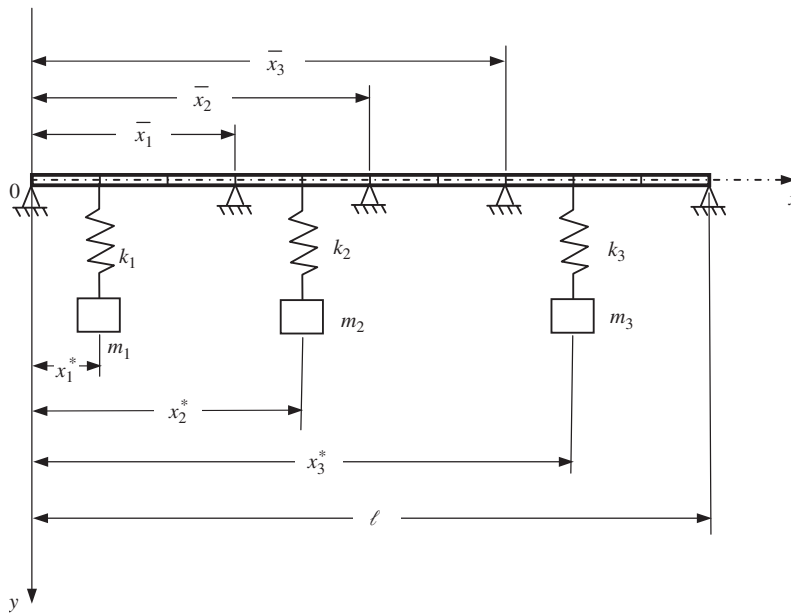 x̄₃
x̄₂
x̄₁
0
x
k₁
k₂
k₃
m₁
m₂
m₃
x₁*
x₂*
x₃*
ℓ
y